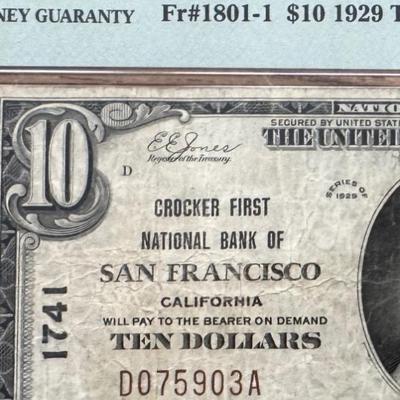 NEY GUARANTY Fr#1801-1 $10 1929 T
NATIO
SECURED BY UNITED STATES
THE UNITED
10
E.E. Jones
Register of the Treasury.
D
SERIES OF
1929
CROCKER FIRST
NATIONAL BANK OF
SAN FRANCISCO
CALIFORNIA
WILL PAY TO THE BEARER ON DEMAND
TEN DOLLARS
1741
D075903A